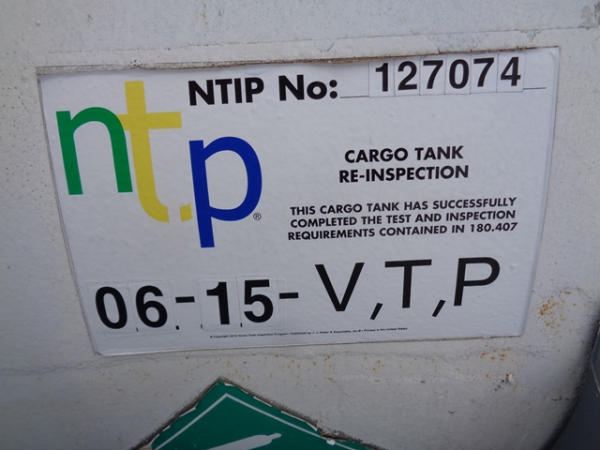 NTIP No: 127074
ntp®
CARGO TANK
RE-INSPECTION
THIS CARGO TANK HAS SUCCESSFULLY
COMPLETED THE TEST AND INSPECTION
REQUIREMENTS CONTAINED IN 180.407
06-15-V,T,P